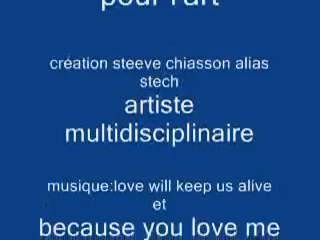 pour l'art
création steeve chiasson alias
stech
artiste
multidisciplinaire
musique:love will keep us alive
et
because you love me